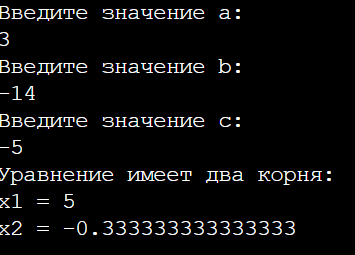 Введите значение a:
3
Введите значение b:
-14
Введите значение c:
-5
Уравнение имеет два корня:
x1 = 5
x2 = -0.333333333333333